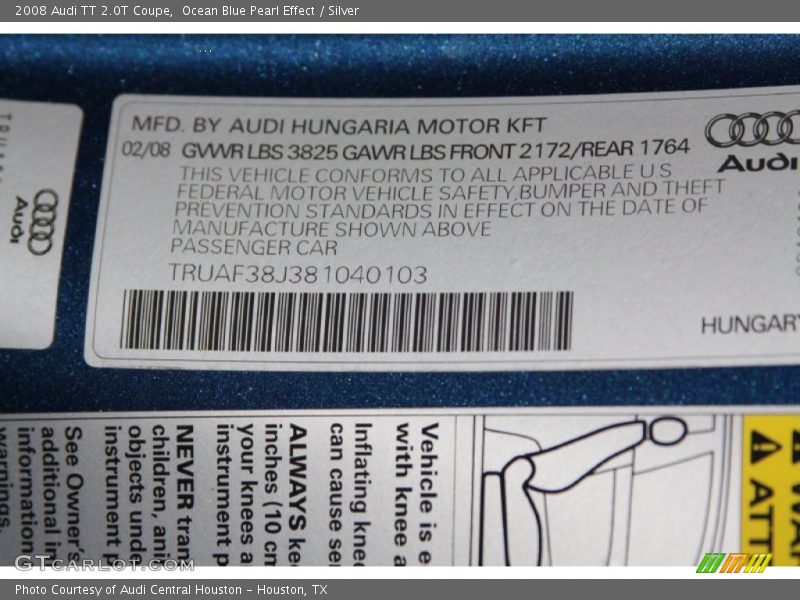 2008 Audi TT 2.0T Coupe, Ocean Blue Pearl Effect / Silver
MFD. BY AUDI HUNGARIA MOTOR KFT
02/08 GVWR LBS 3825 GAWR LBS FRONT 2172/REAR 1764
THIS VEHICLE CONFORMS TO ALL APPLICABLE U S
FEDERAL MOTOR VEHICLE SAFETY, BUMPER AND THEFT
PREVENTION STANDARDS IN EFFECT ON THE DATE OF
MANUFACTURE SHOWN ABOVE
PASSENGER CAR
TRUAF38J381040103
Audi
HUNGARY
Audi
Vehicle is e
with knee a
Inflating knee
can cause se
ALWAYS ke
inches (10 cm
your knees a
instrument p
NEVER tran
children, ani
objects unde
instrument p
See Owner's
additional in
information
warnings.
WA
ATT
GTcarlot.com
Photo Courtesy of Audi Central Houston - Houston, TX